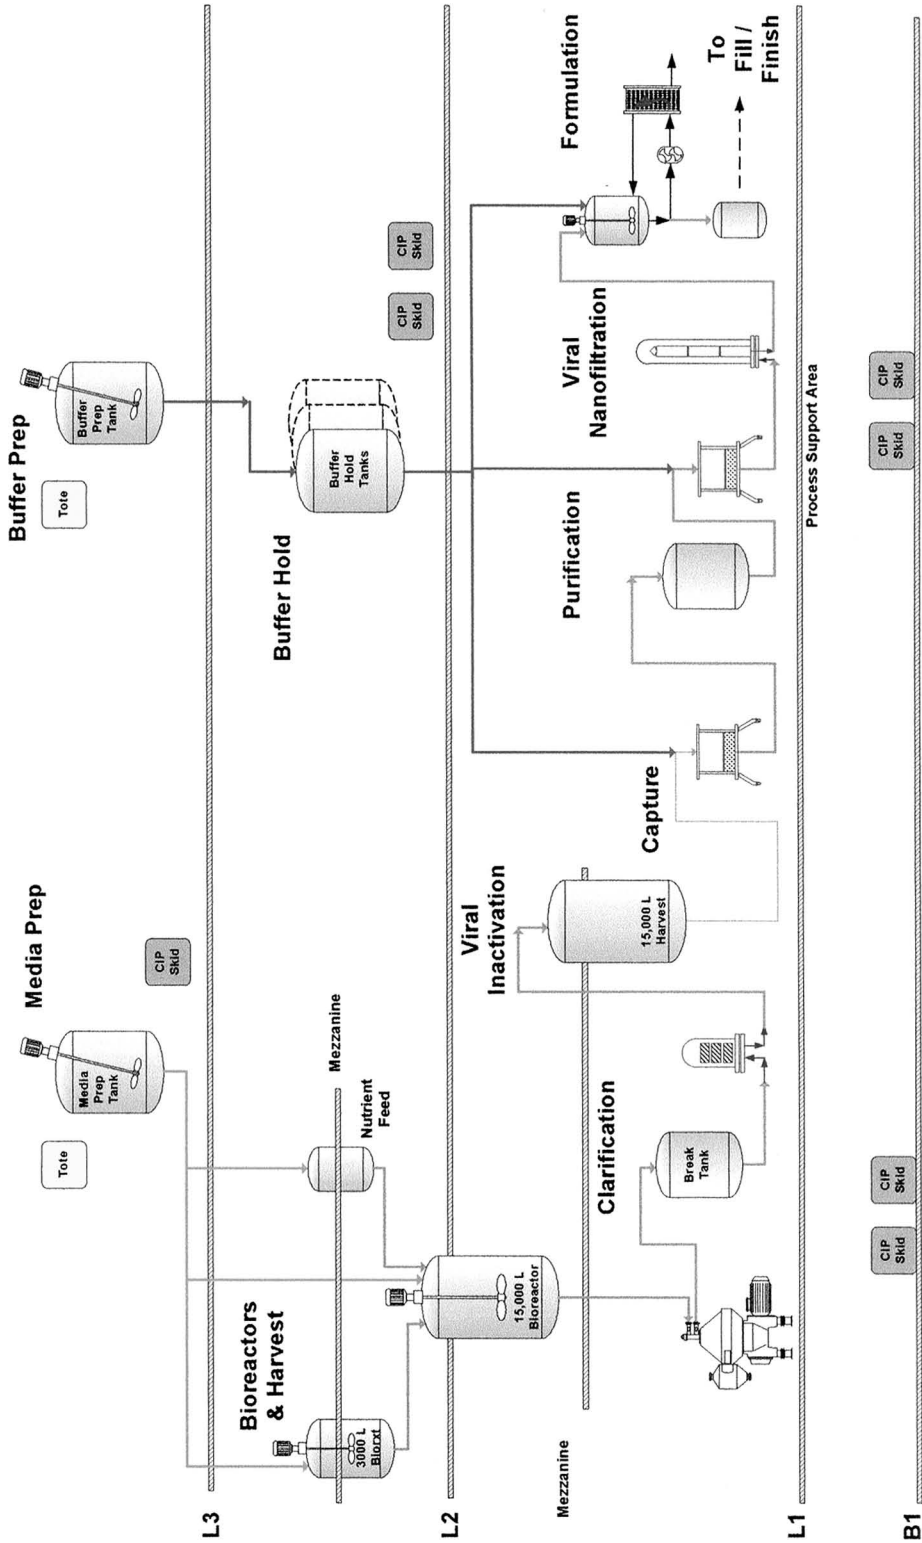 Media Prep
Buffer Prep
Tote
Media
Prep
Tank
CIP
Skid
Tote
Buffer
Prep
Tank
L3
Bioreactors
& Harvest
3000 L
Biorxt
Mezzanine
Nutrient
Feed
Buffer Hold
Buffer
Hold
Tanks
CIP
Skid
CIP
Skid
L2
15,000 L
Bioreactor
Mezzanine
Clarification
Break
Tank
Viral
Inactivation
15,000 L
Harvest
Capture
Purification
Viral
Nanofiltration
Formulation
To
Fill /
Finish
L1
Process Support Area
CIP
Skid
CIP
Skid
CIP
Skid
CIP
Skid
B1